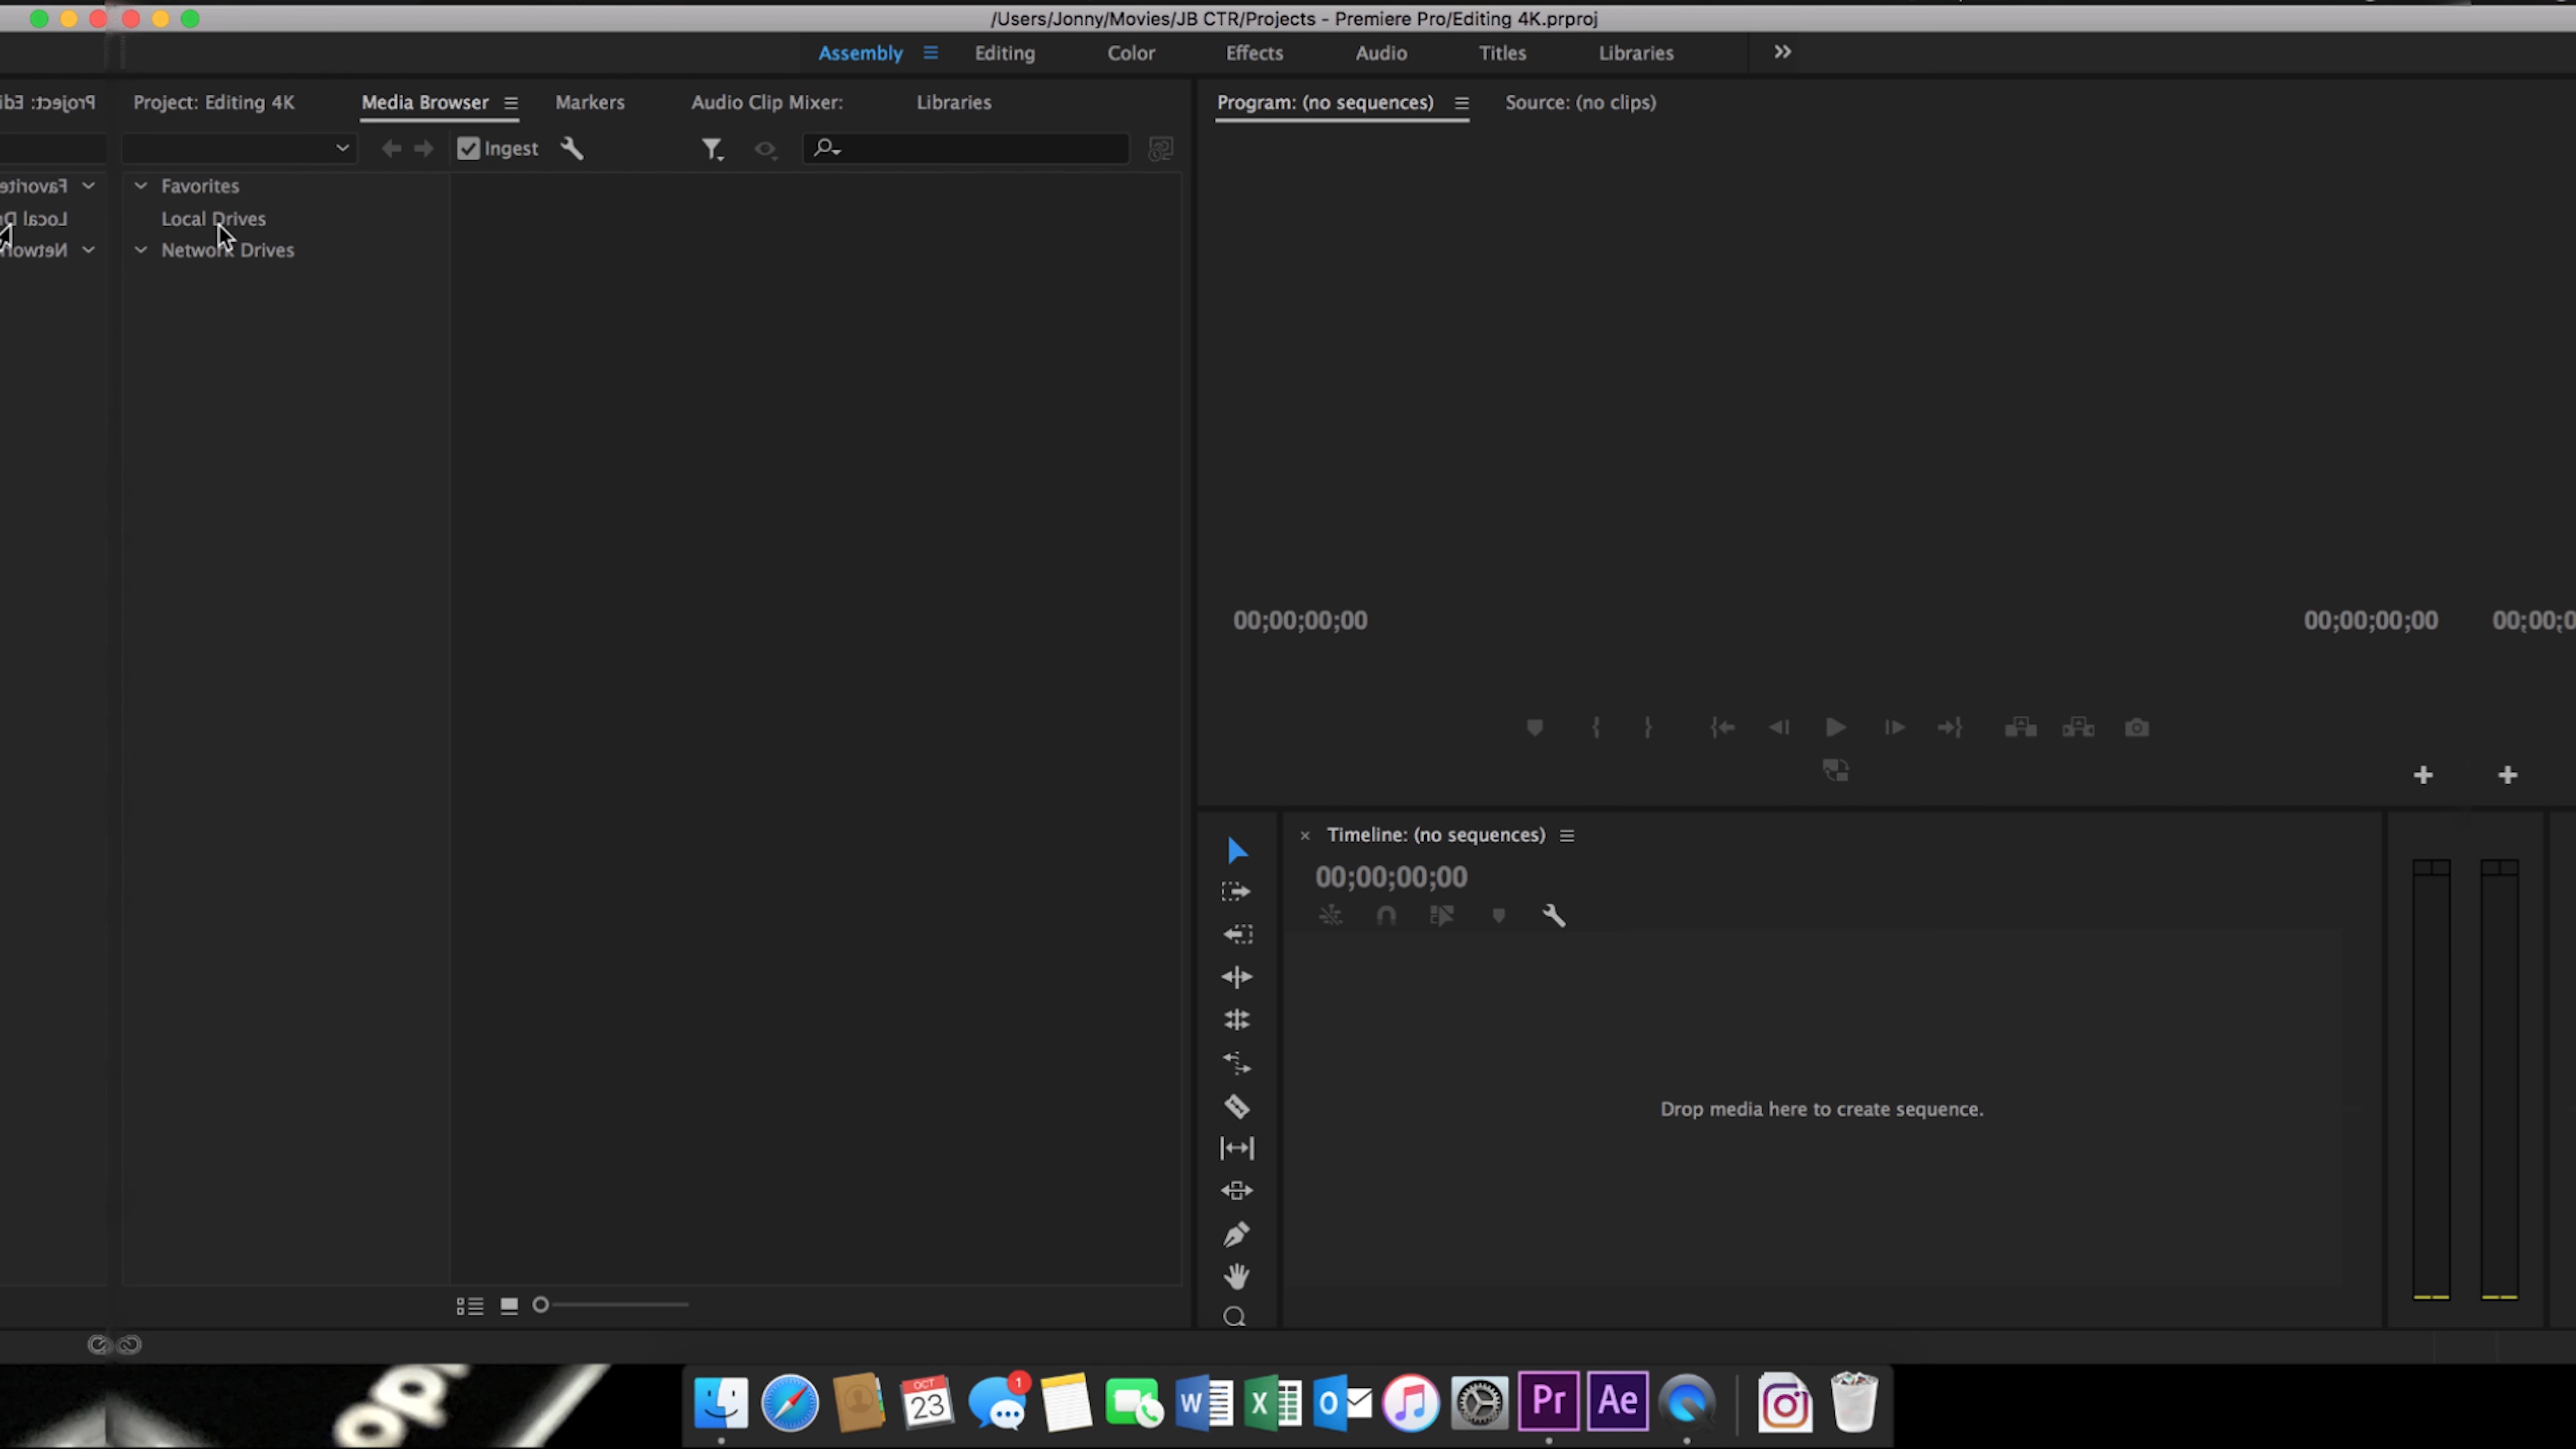 /Users/Jonny/Movies/JB CTR/Projects - Premiere Pro/Editing 4K.prproj
Assembly Editing Color Effects Audio Titles Libraries
Project: Editing 4K Media Browser Markers Audio Clip Mixer: Libraries
Program: (no sequences) Source: (no clips)
Ingest
Favorites
Local Drives
Network Drives
00;00;00;00 00;00;00;00
Timeline: (no sequences)
00;00;00;00
Drop media here to create sequence.
OCT
23
1
W
X
O
Pr
Ae